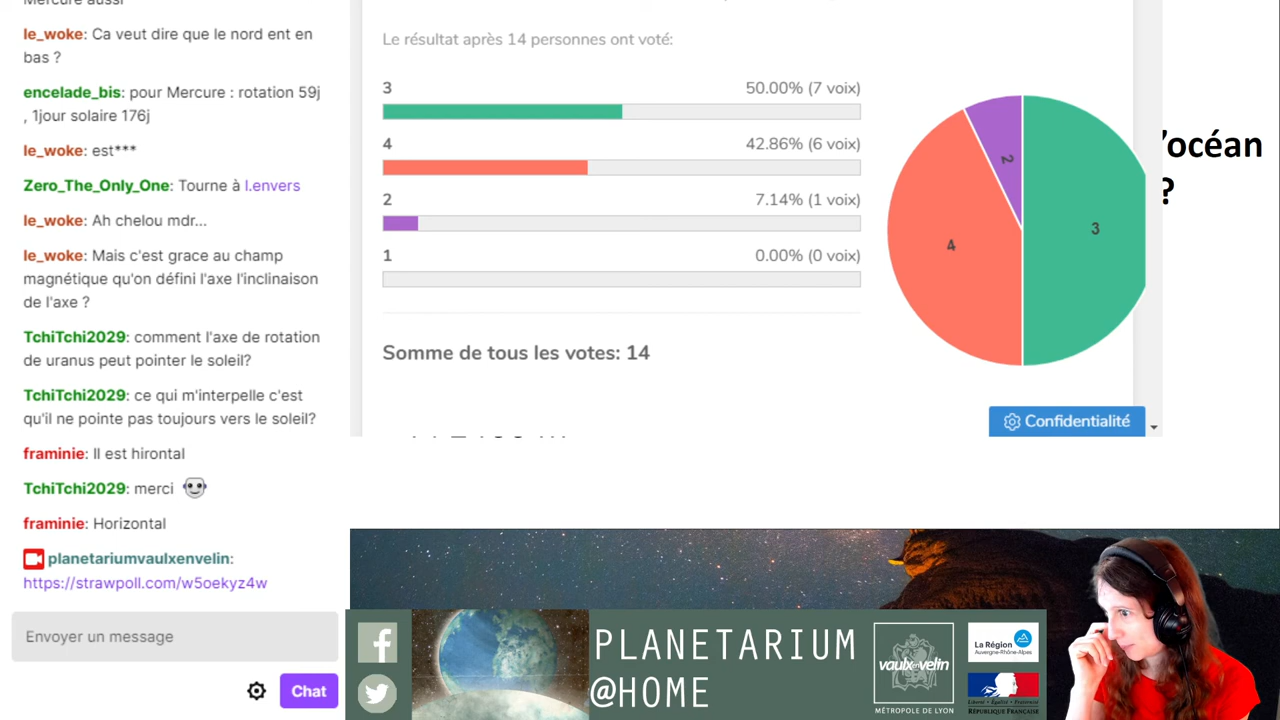 Mercure aussi
le_woke: Ca veut dire que le nord ent en
bas ?
encelade_bis: pour Mercure : rotation 59j
, 1jour solaire 176j
le_woke: est***
Zero_The_Only_One: Tourne à l.envers
le_woke: Ah chelou mdr...
le_woke: Mais c'est grace au champ
magnétique qu'on défini l'axe l'inclinaison
de l'axe ?
TchiTchi2029: comment l'axe de rotation
de uranus peut pointer le soleil?
TchiTchi2029: ce qui m'interpelle c'est
qu'il ne pointe pas toujours vers le soleil?
framinie: Il est hirontal
TchiTchi2029: merci
framinie: Horizontal
planetariumvaulxenvelin:
https://strawpoll.com/w5oekyz4w
Envoyer un message
Chat
Le résultat après 14 personnes ont voté:
3 50.00% (7 voix)
4 42.86% (6 voix)
2 7.14% (1 voix)
1 0.00% (0 voix)
Somme de tous les votes: 14
2
4
3
Confidentialité
'océan
?
PLANETARIUM
@HOME
vaulx en velin
MÉTROPOLE DE LYON
La Région
Auvergne-Rhône-Alpes
Liberté • Égalité • Fraternité
RÉPUBLIQUE FRANÇAISE